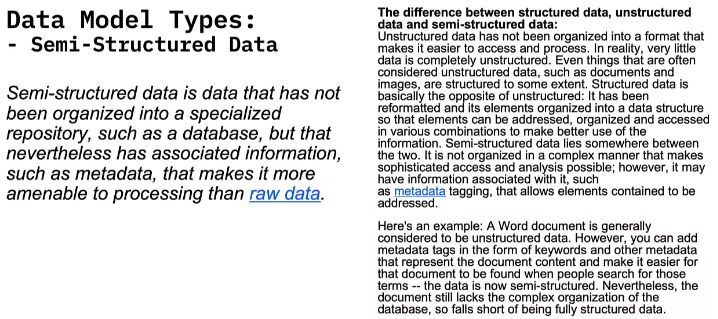 Data Model Types:
- Semi-Structured Data
Semi-structured data is data that has not
been organized into a specialized
repository, such as a database, but that
nevertheless has associated information,
such as metadata, that makes it more
amenable to processing than raw data.
The difference between structured data, unstructured
data and semi-structured data:
Unstructured data has not been organized into a format that
makes it easier to access and process. In reality, very little
data is completely unstructured. Even things that are often
considered unstructured data, such as documents and
images, are structured to some extent. Structured data is
basically the opposite of unstructured: It has been
reformatted and its elements organized into a data structure
so that elements can be addressed, organized and accessed
in various combinations to make better use of the
information. Semi-structured data lies somewhere between
the two. It is not organized in a complex manner that makes
sophisticated access and analysis possible; however, it may
have information associated with it, such
as metadata tagging, that allows elements contained to be
addressed.
Here's an example: A Word document is generally
considered to be unstructured data. However, you can add
metadata tags in the form of keywords and other metadata
that represent the document content and make it easier for
that document to be found when people search for those
terms -- the data is now semi-structured. Nevertheless, the
document still lacks the complex organization of the
database, so falls short of being fully structured data.